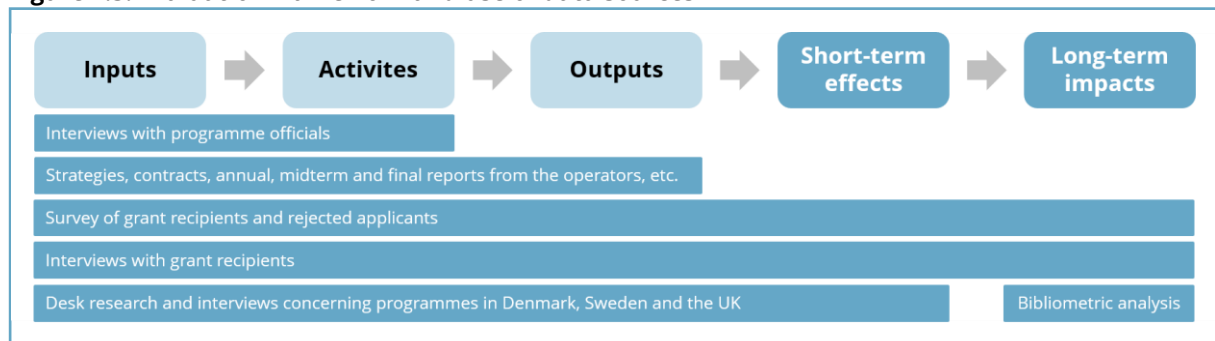 Inputs
Activites
Outputs
Short-term
effects
Long-term
impacts
Interviews with programme officials
Strategies, contracts, annual, midterm and final reports from the operators, etc.
Survey of grant recipients and rejected applicants
Interviews with grant recipients
Desk research and interviews concerning programmes in Denmark, Sweden and the UK
Bibliometric analysis